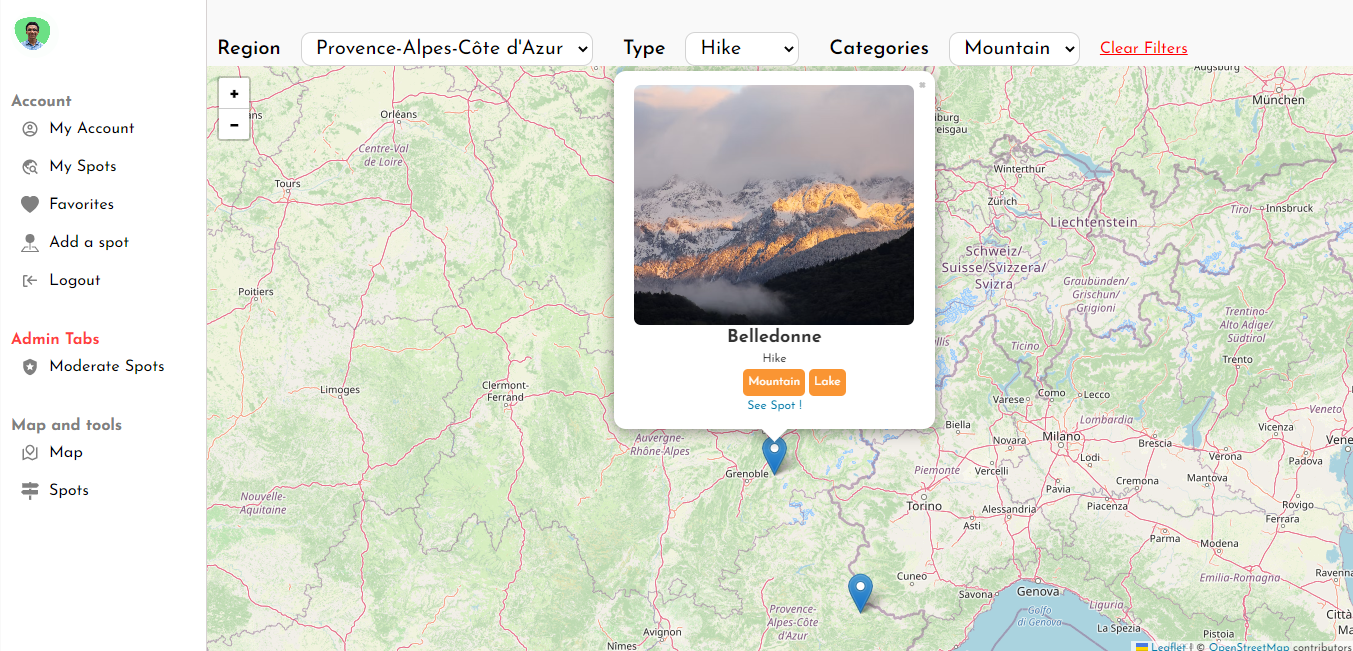 Region
Provence-Alpes-Côte d'Azur
Type
Hike
Categories
Mountain
Clear Filters
Account
My Account
My Spots
Favorites
Add a spot
Logout
Admin Tabs
Moderate Spots
Map and tools
Map
Spots
+
−
Belledonne
Hike
Mountain
Lake
See Spot !
Orléans
Centre-Val
de Loire
Tours
Poitiers
Limoges
Clermont-
Ferrand
Nouvelle-
Aquitaine
Auvergne-
Rhône-Alpes
Grenoble
Provence-
Alpes-Côte
d'Azur
Avignon
Nîmes
Augsburg
München
Winterthur
Zürich
Liechtenstein
Tirol
Innsbruck
Schweiz/
Suisse/Svizzera/
Svizra
Graubünden/
Grischun/
Grigioni
Ticino
Trentino-
Alto Adige/
Südtirol
Trento
Varese
Como
Lecco
Lombardia
Veneto
Biella
Novara
Milano
Brescia
Vicenza
Verona
Padova
Lodi
Piemonte
Vercelli
Pavia
Cremona
Mantova
Torino
Alessandria
Piacenza
Rovigo
Asti
Ferrara
Parma
Modena
Cuneo
Emilia-Romagna
Ravenna
Savona
Genova
Golfo
di Genova
Liguria
La Spezia
Pistoia
Leaflet | © OpenStreetMap contributors